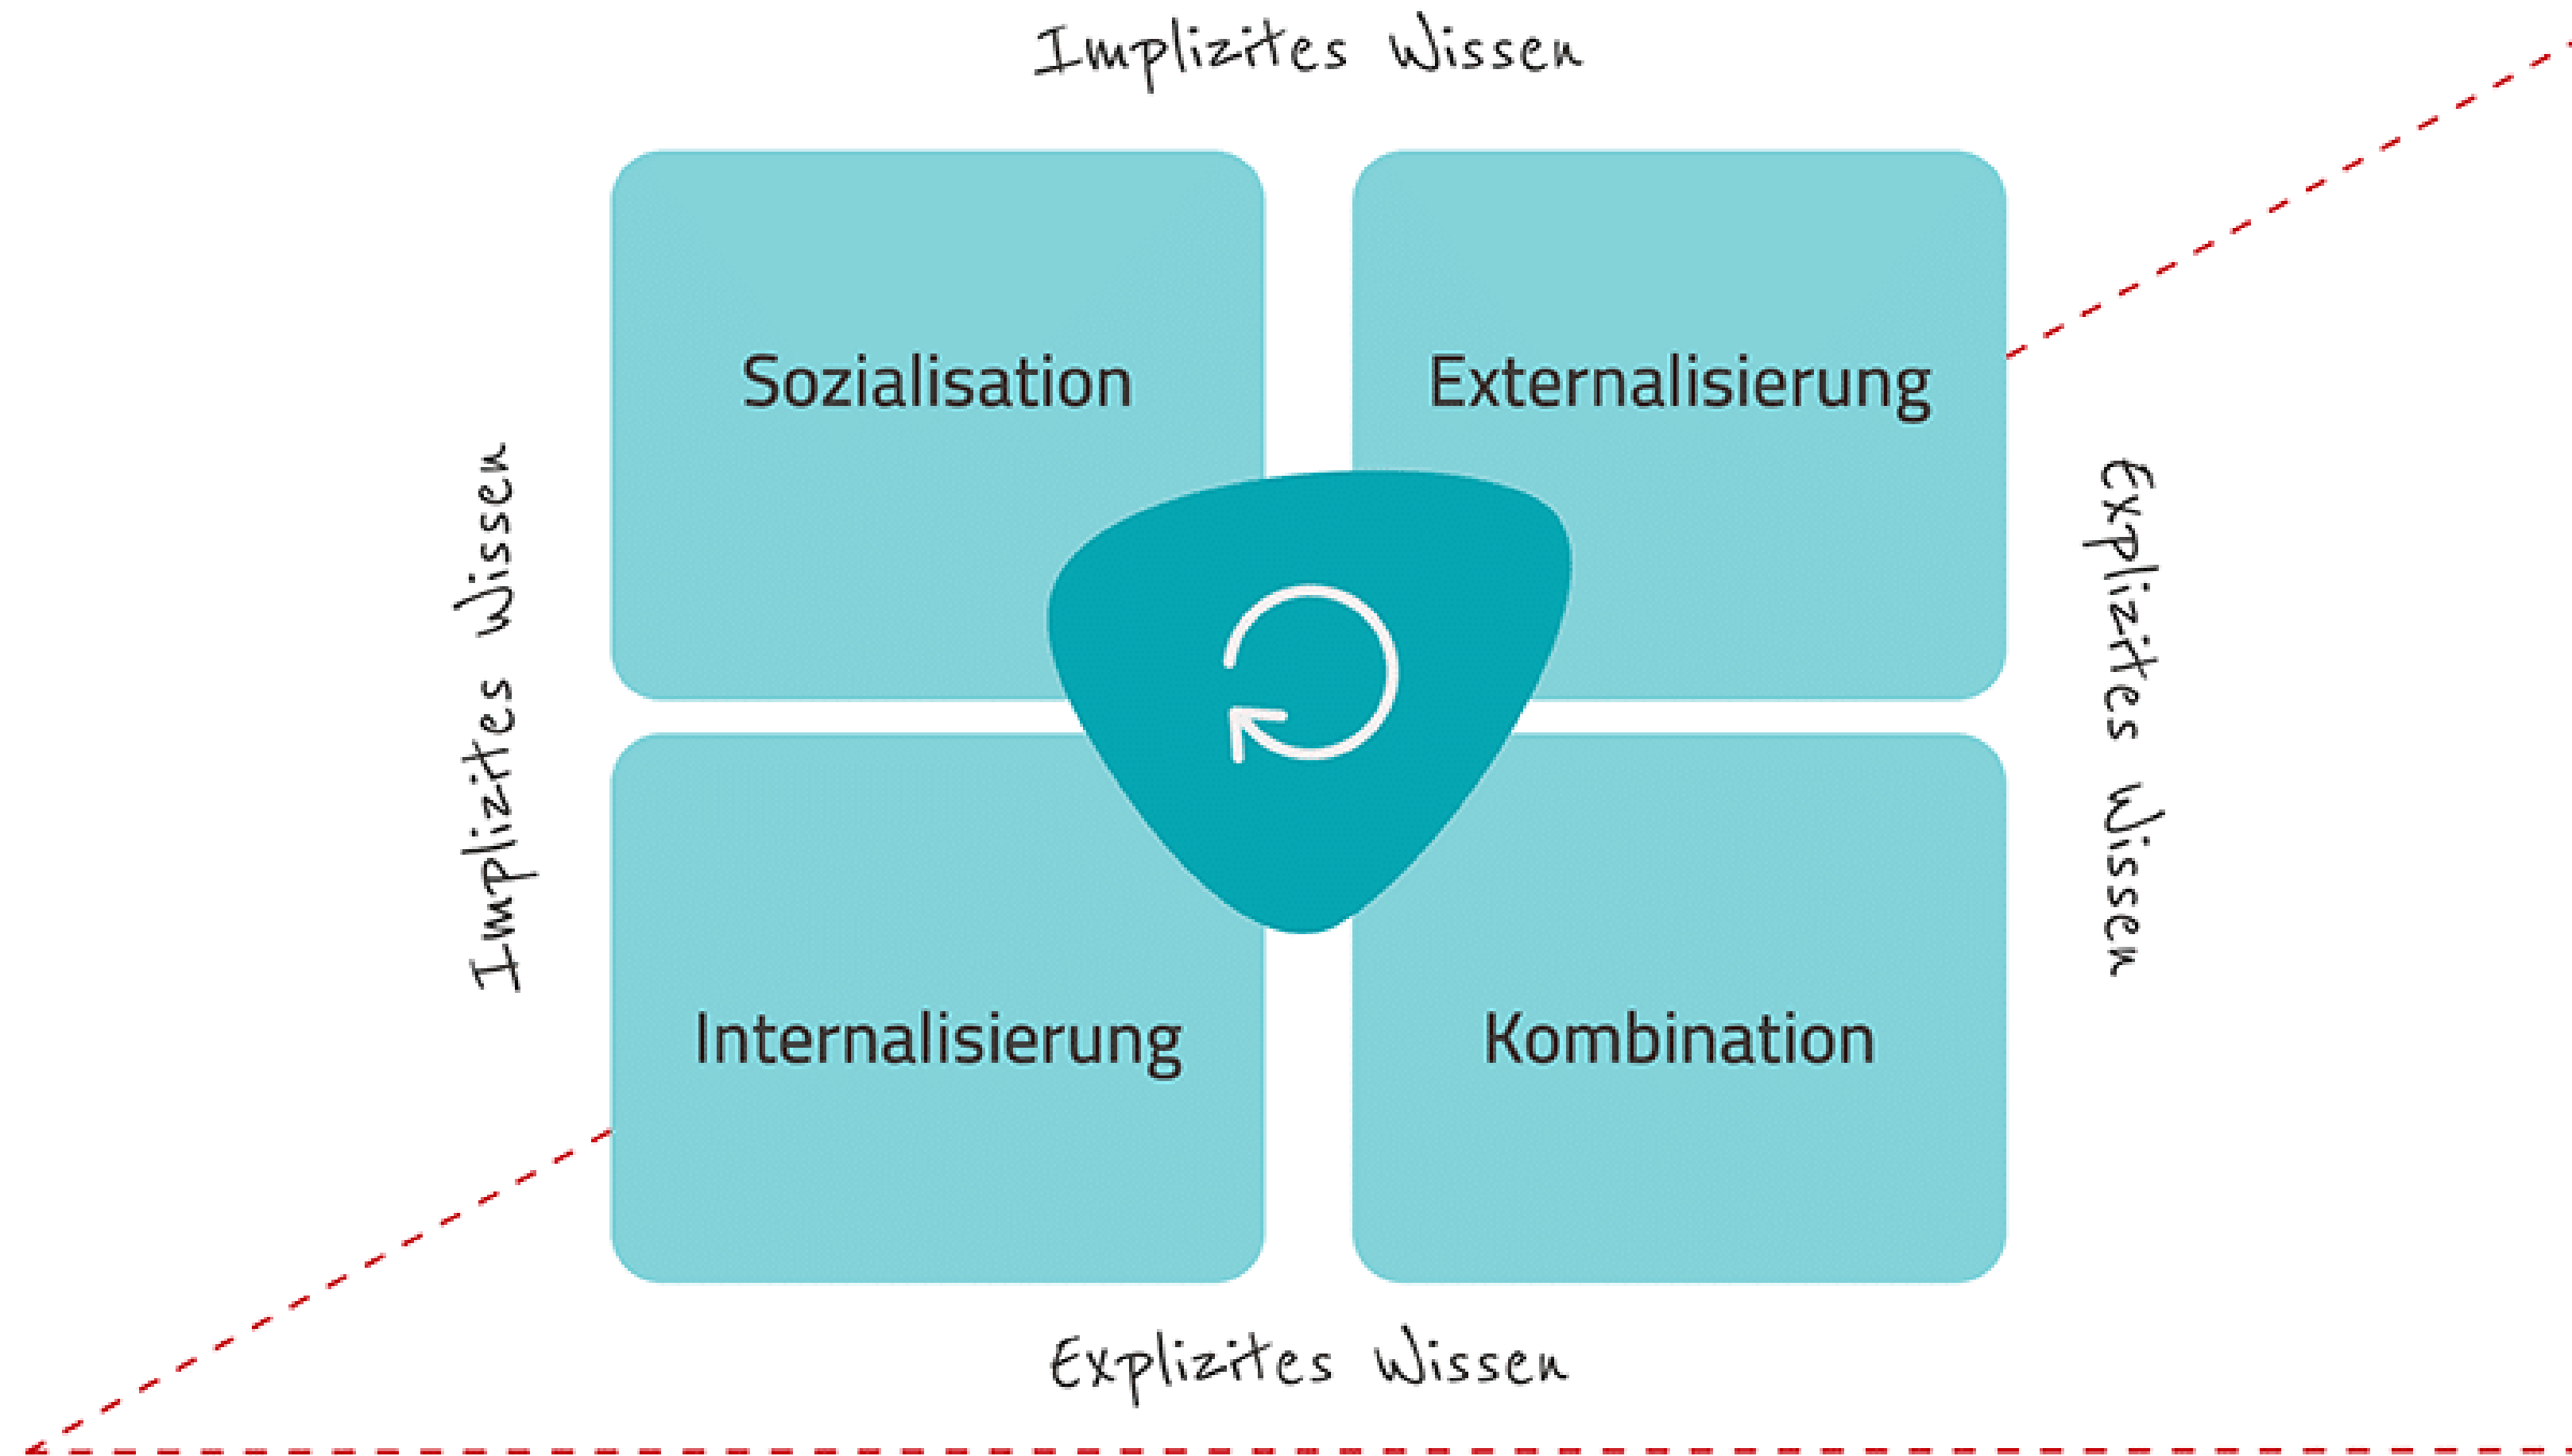 Implizites Wissen
Sozialisation
Externalisierung
Implizites Wissen
Explizites Wissen
Internalisierung
Kombination
Explizites Wissen